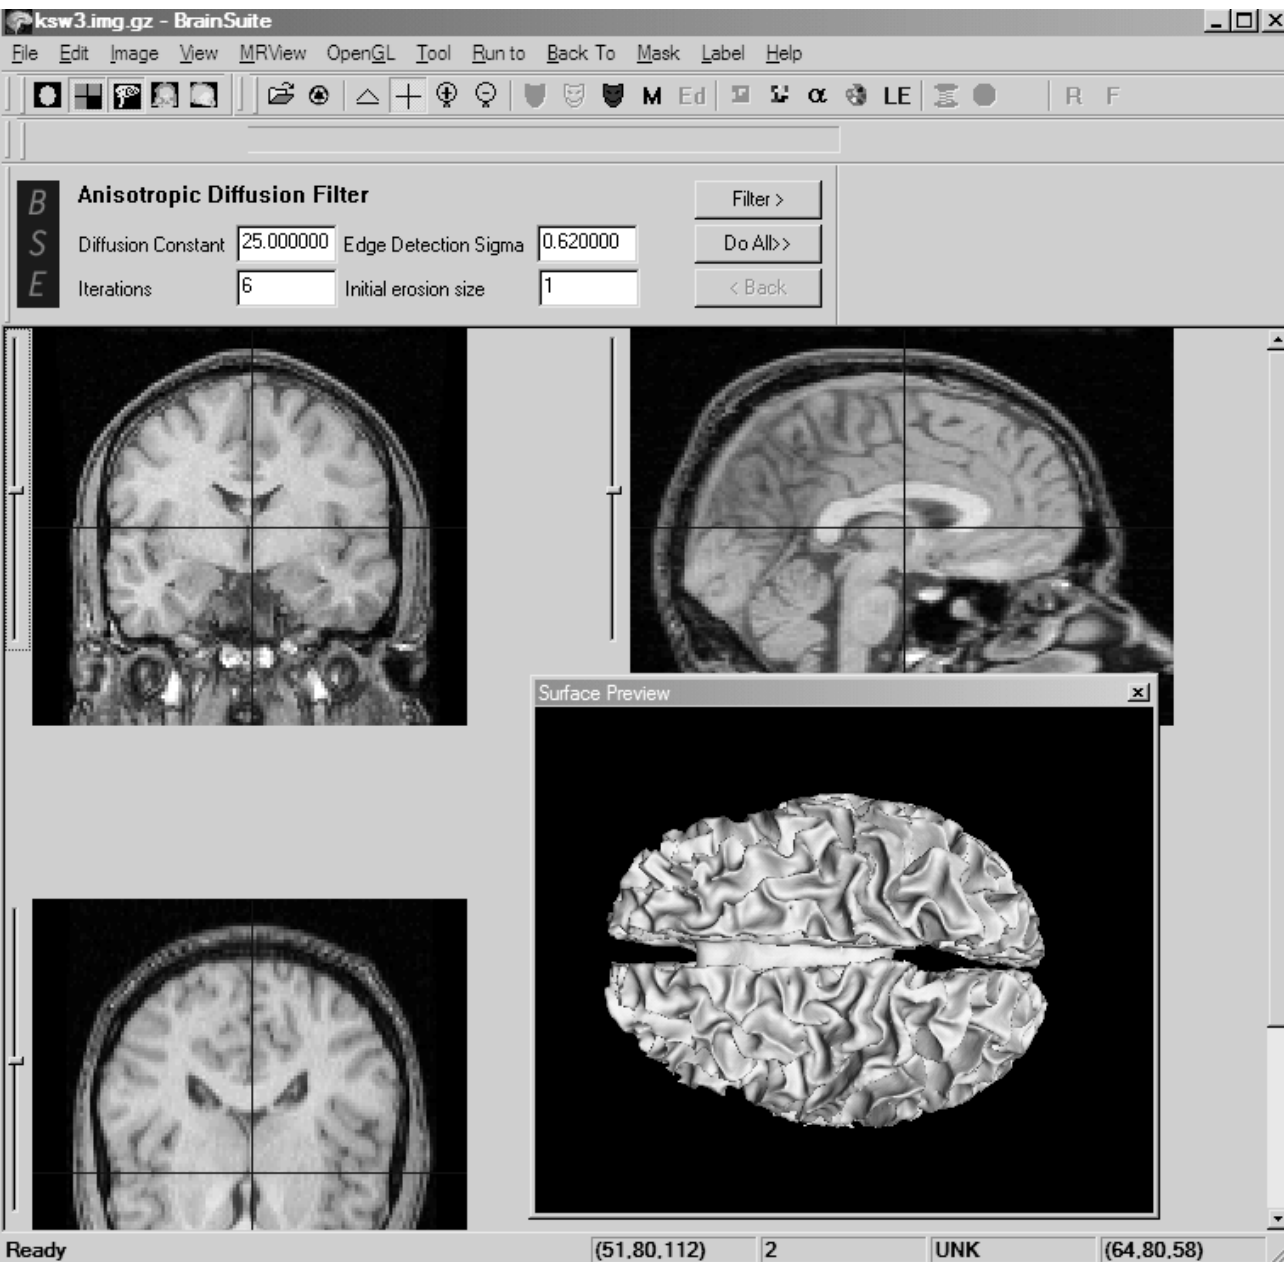 ksw3.img.gz - BrainSuite
File Edit Image View MRView OpenGL Tool Run to Back To Mask Label Help
M Ed α LE R F
B S E
Anisotropic Diffusion Filter
Filter >
Diffusion Constant 25.000000 Edge Detection Sigma 0.620000
Do All>>
Iterations 6 Initial erosion size 1
< Back
Surface Preview
Ready (51,80,112) 2 UNK (64,80,58)